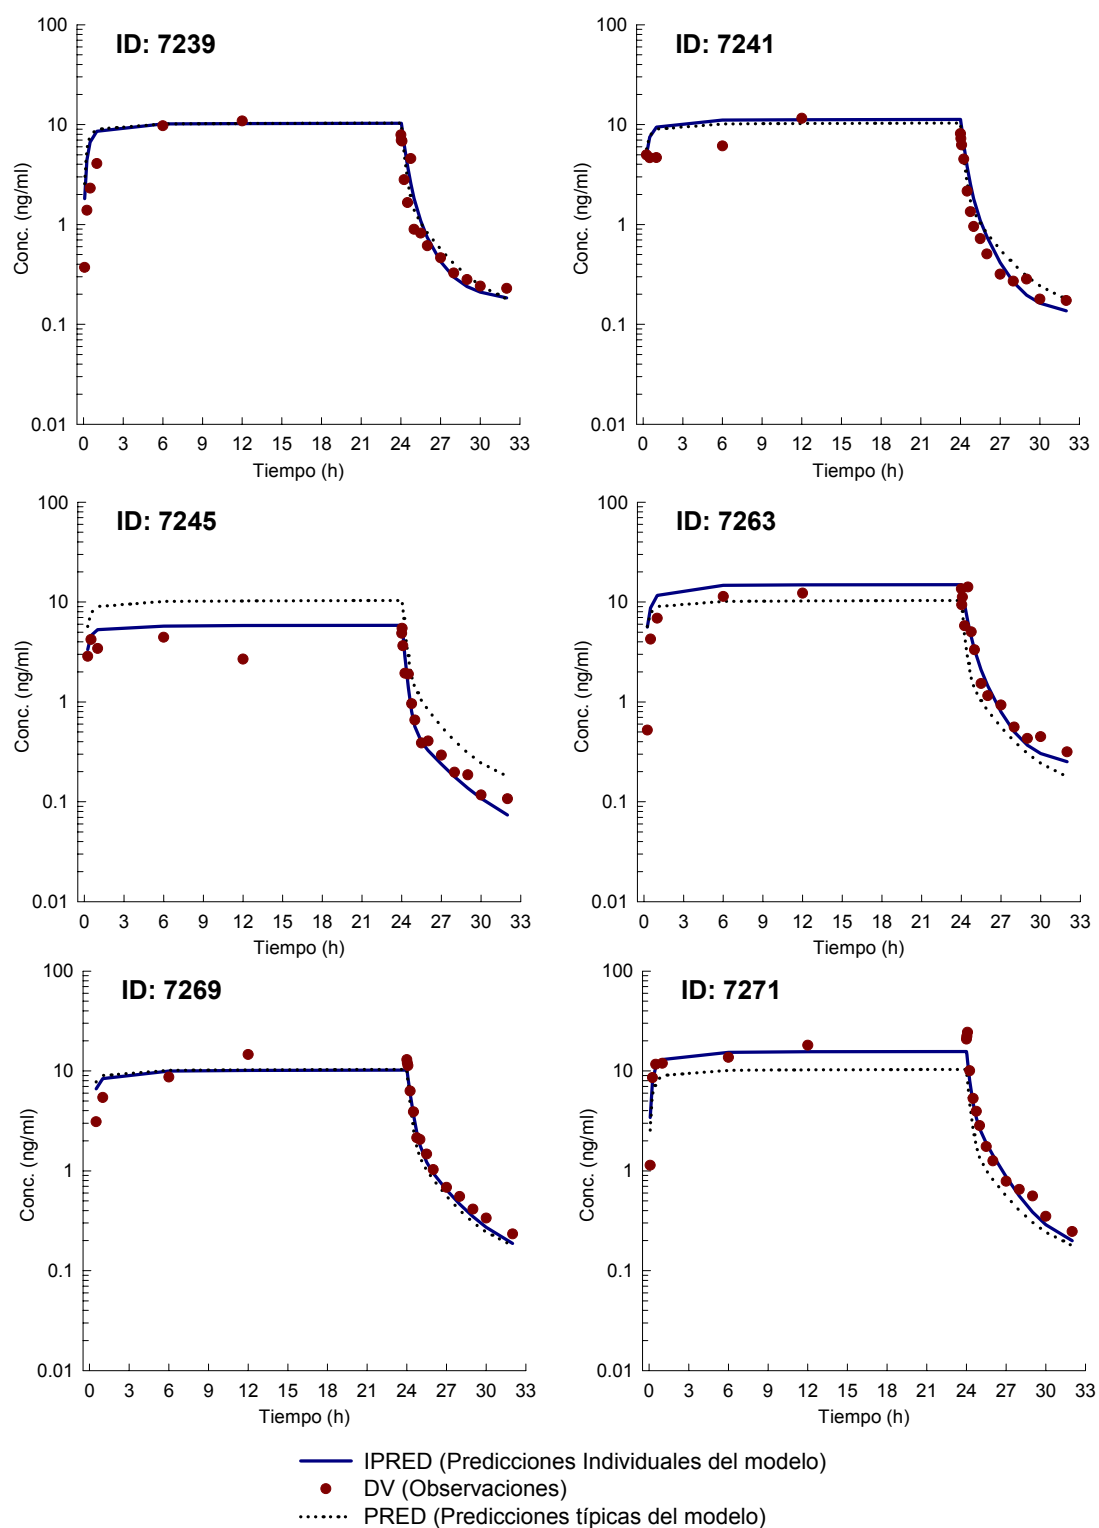 ID: 7239
100
10
1
0.1
0.01
Conc. (ng/ml)
0 3 6 9 12 15 18 21 24 27 30 33
Tiempo (h)
ID: 7241
100
10
1
0.1
0.01
Conc. (ng/ml)
0 3 6 9 12 15 18 21 24 27 30 33
Tiempo (h)
ID: 7245
100
10
1
0.1
0.01
Conc. (ng/ml)
0 3 6 9 12 15 18 21 24 27 30 33
Tiempo (h)
ID: 7263
100
10
1
0.1
0.01
Conc. (ng/ml)
0 3 6 9 12 15 18 21 24 27 30 33
Tiempo (h)
ID: 7269
100
10
1
0.1
0.01
Conc. (ng/ml)
0 3 6 9 12 15 18 21 24 27 30 33
Tiempo (h)
ID: 7271
100
10
1
0.1
0.01
Conc. (ng/ml)
0 3 6 9 12 15 18 21 24 27 30 33
Tiempo (h)
IPRED (Predicciones Individuales del modelo)
DV (Observaciones)
PRED (Predicciones típicas del modelo)